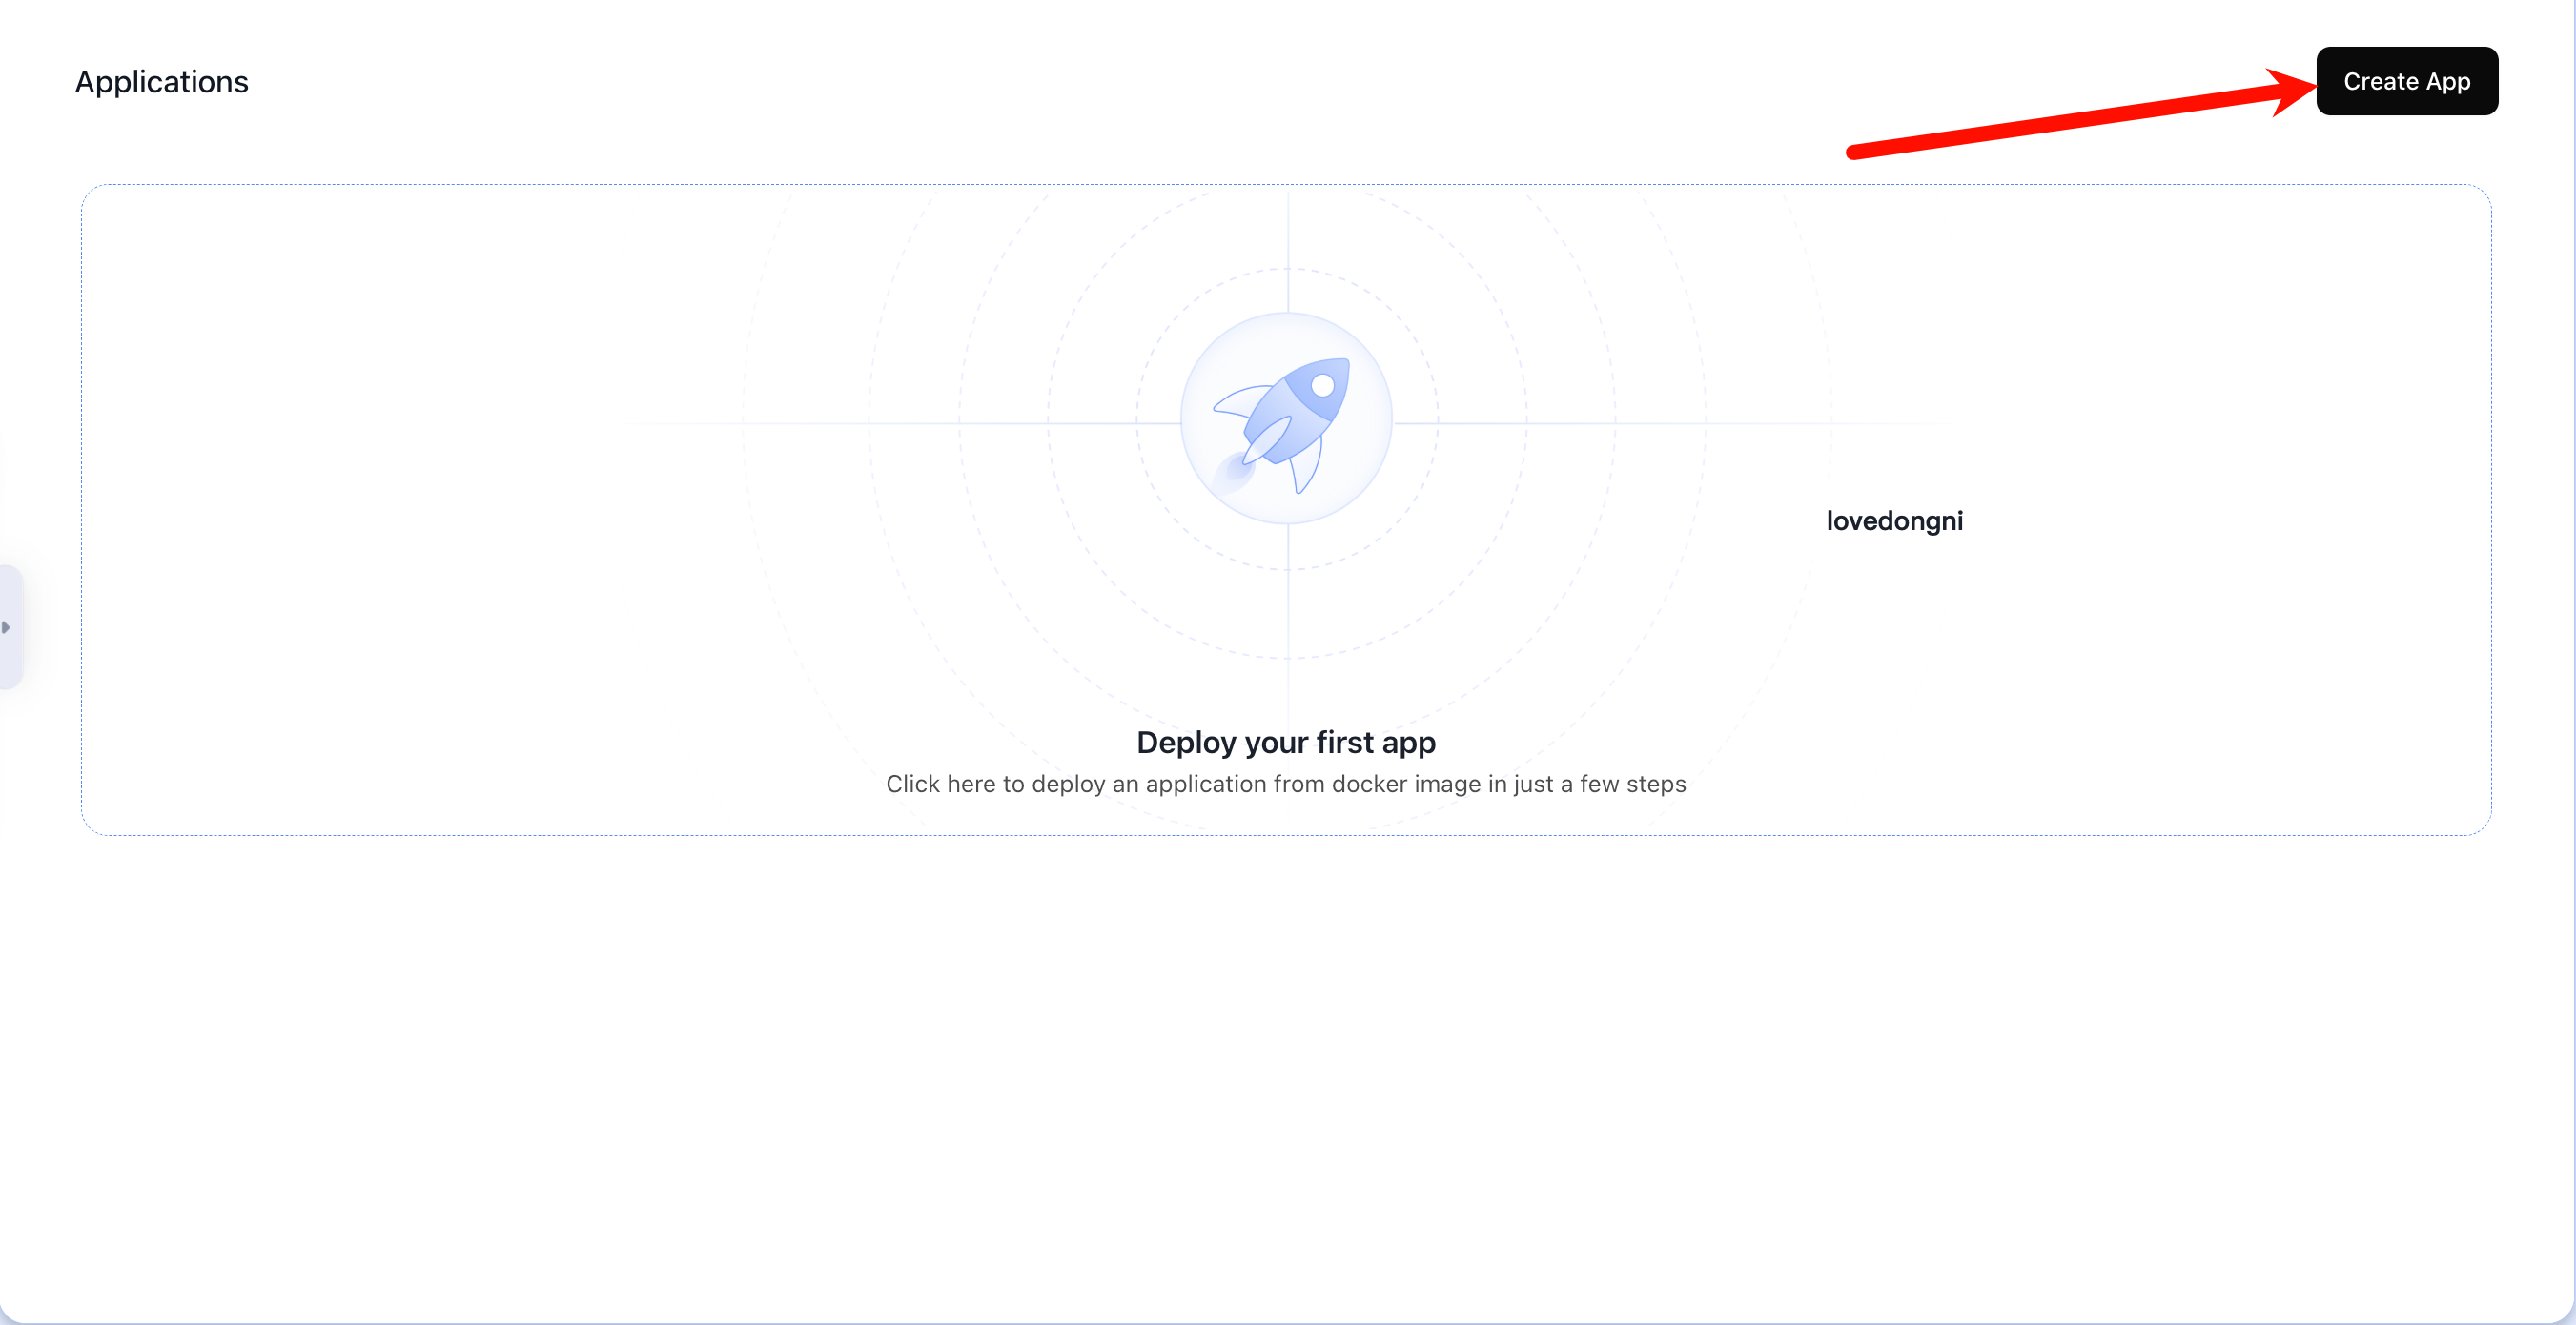 Applications
Create App
lovedongni
Deploy your first app
Click here to deploy an application from docker image in just a few steps